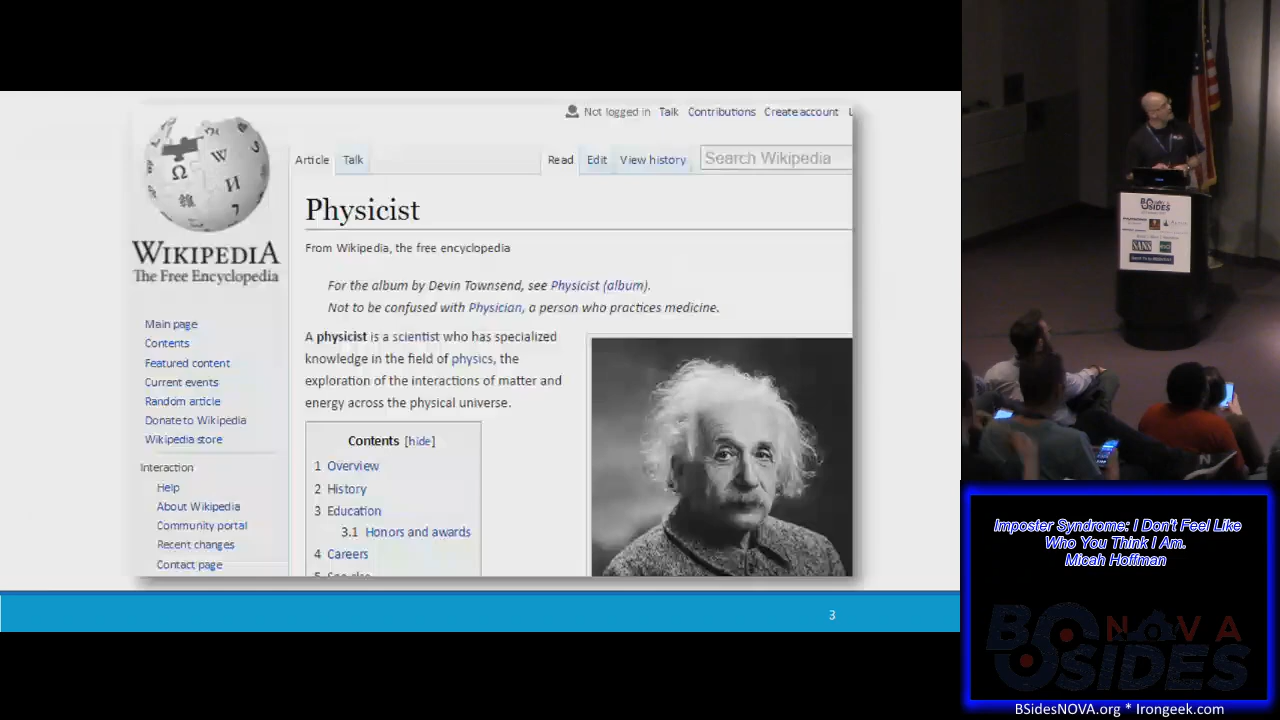 Not logged in Talk Contributions Create account
Article Talk Read Edit View history Search Wikipedia
WIKIPEDIA
The Free Encyclopedia
Physicist
From Wikipedia, the free encyclopedia
For the album by Devin Townsend, see Physicist (album).
Not to be confused with Physician, a person who practices medicine.
A physicist is a scientist who has specialized
knowledge in the field of physics, the
exploration of the interactions of matter and
energy across the physical universe.
Contents [hide]
1 Overview
2 History
3 Education
3.1 Honors and awards
4 Careers
Main page
Contents
Featured content
Current events
Random article
Donate to Wikipedia
Wikipedia store
Interaction
Help
About Wikipedia
Community portal
Recent changes
Contact page
3
BSIDES
SANS
Imposter Syndrome; I Don't Feel Like
Who You Think I Am.
Micah Hoffman
BSIDES NOVA
BSidesNOVA.org * Irongeek.com